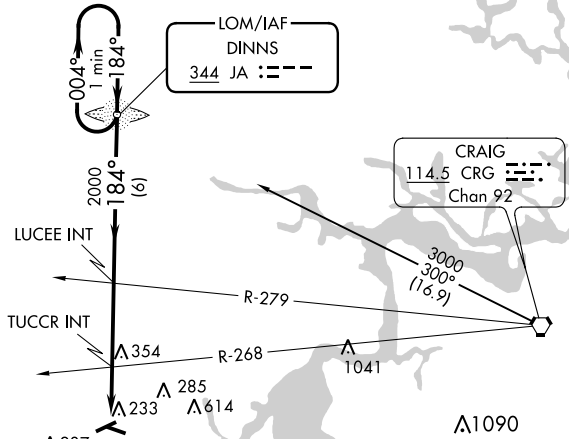 LOM/IAF
DINNS
344 JA
004°
1 min
184°
CRAIG
114.5 CRG
Chan 92
2000
184°
(6)
3000
300°
(16.9)
LUCEE INT
R-279
TUCCR INT
R-268
354
1041
285
233
614
1090